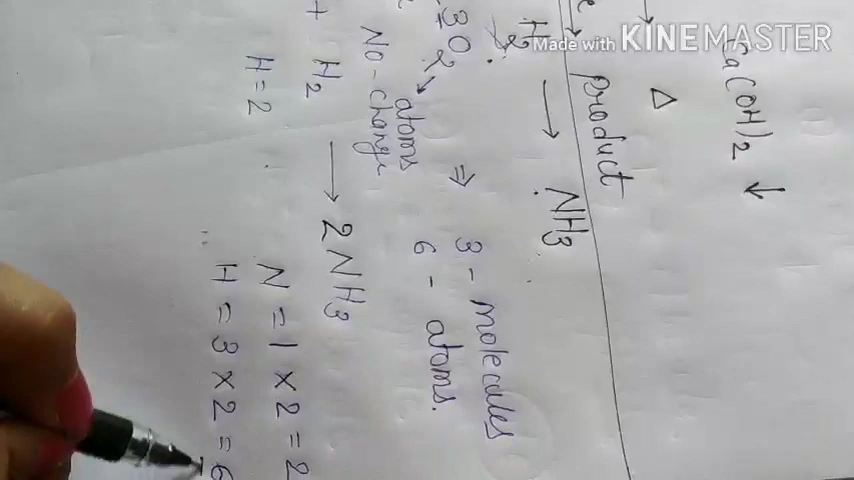 Ca(OH)2 ↓
→ Δ
→ Product
H2 → NH3
3O2 ⇒ 3 - molecules
atoms 6 - atoms.
No - change
+ H2 → 2NH3
H = 2 N = 1 × 2 = 2
H = 3 × 2 = 6
Made with KINEMASTER